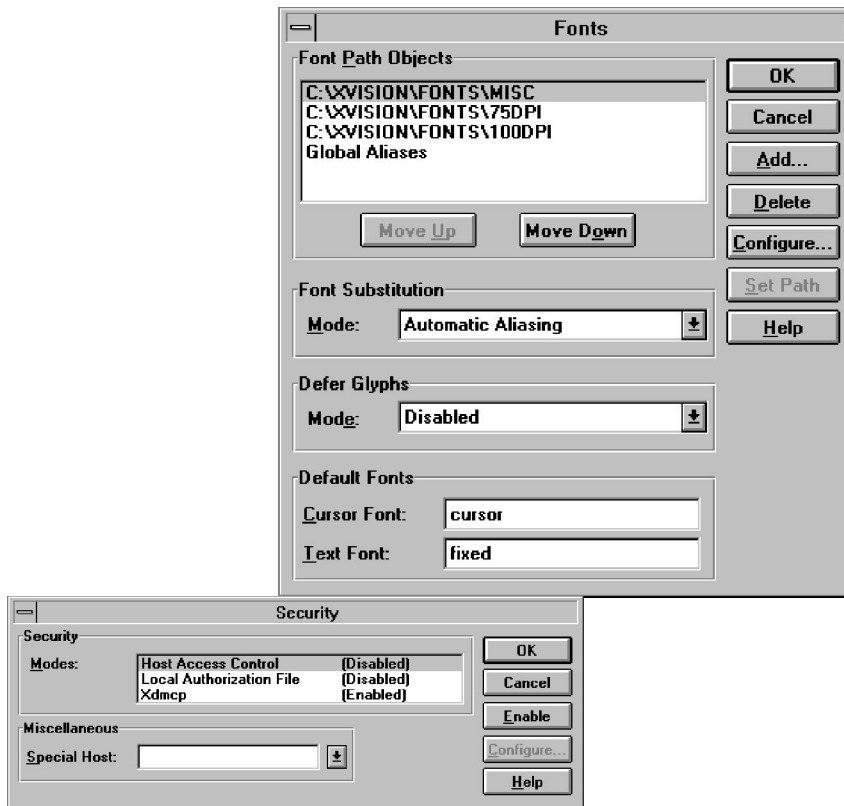 Fonts
Font Path Objects
C:\XVISION\FONTS\MISC
C:\XVISION\FONTS\75DPI
C:\XVISION\FONTS\100DPI
Global Aliases
Move Up
Move Down
OK
Cancel
Add...
Delete
Configure...
Set Path
Help
Font Substitution
Mode: Automatic Aliasing
Defer Glyphs
Mode: Disabled
Default Fonts
Cursor Font: cursor
Text Font: fixed
Security
Security
Modes:
Host Access Control (Disabled)
Local Authorization File (Disabled)
Xdmcp (Enabled)
Miscellaneous
Special Host:
OK
Cancel
Enable
Configure...
Help